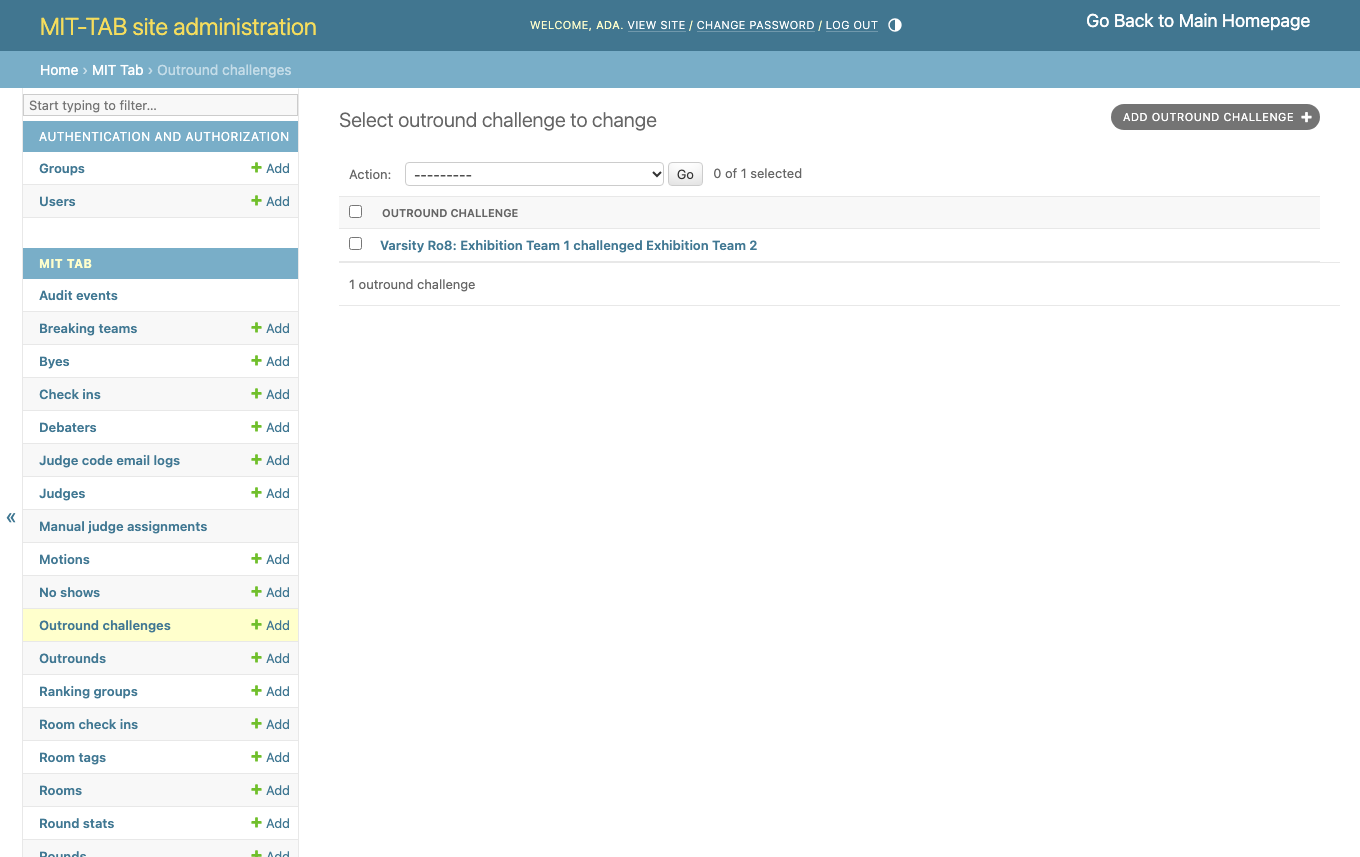 MIT-TAB site administration
WELCOME, ADA. VIEW SITE / CHANGE PASSWORD / LOG OUT
Go Back to Main Homepage
Home › MIT Tab › Outround challenges
Start typing to filter...
AUTHENTICATION AND AUTHORIZATION
Groups + Add
Users + Add
MIT TAB
Audit events
Breaking teams + Add
Byes + Add
Check ins + Add
Debaters + Add
Judge code email logs + Add
Judges + Add
Manual judge assignments
Motions + Add
No shows + Add
Outround challenges + Add
Outrounds + Add
Ranking groups + Add
Room check ins + Add
Room tags + Add
Rooms + Add
Round stats + Add
Rounds + Add
«
Select outround challenge to change
ADD OUTROUND CHALLENGE +
Action: --------- Go 0 of 1 selected
OUTROUND CHALLENGE
Varsity Ro8: Exhibition Team 1 challenged Exhibition Team 2
1 outround challenge